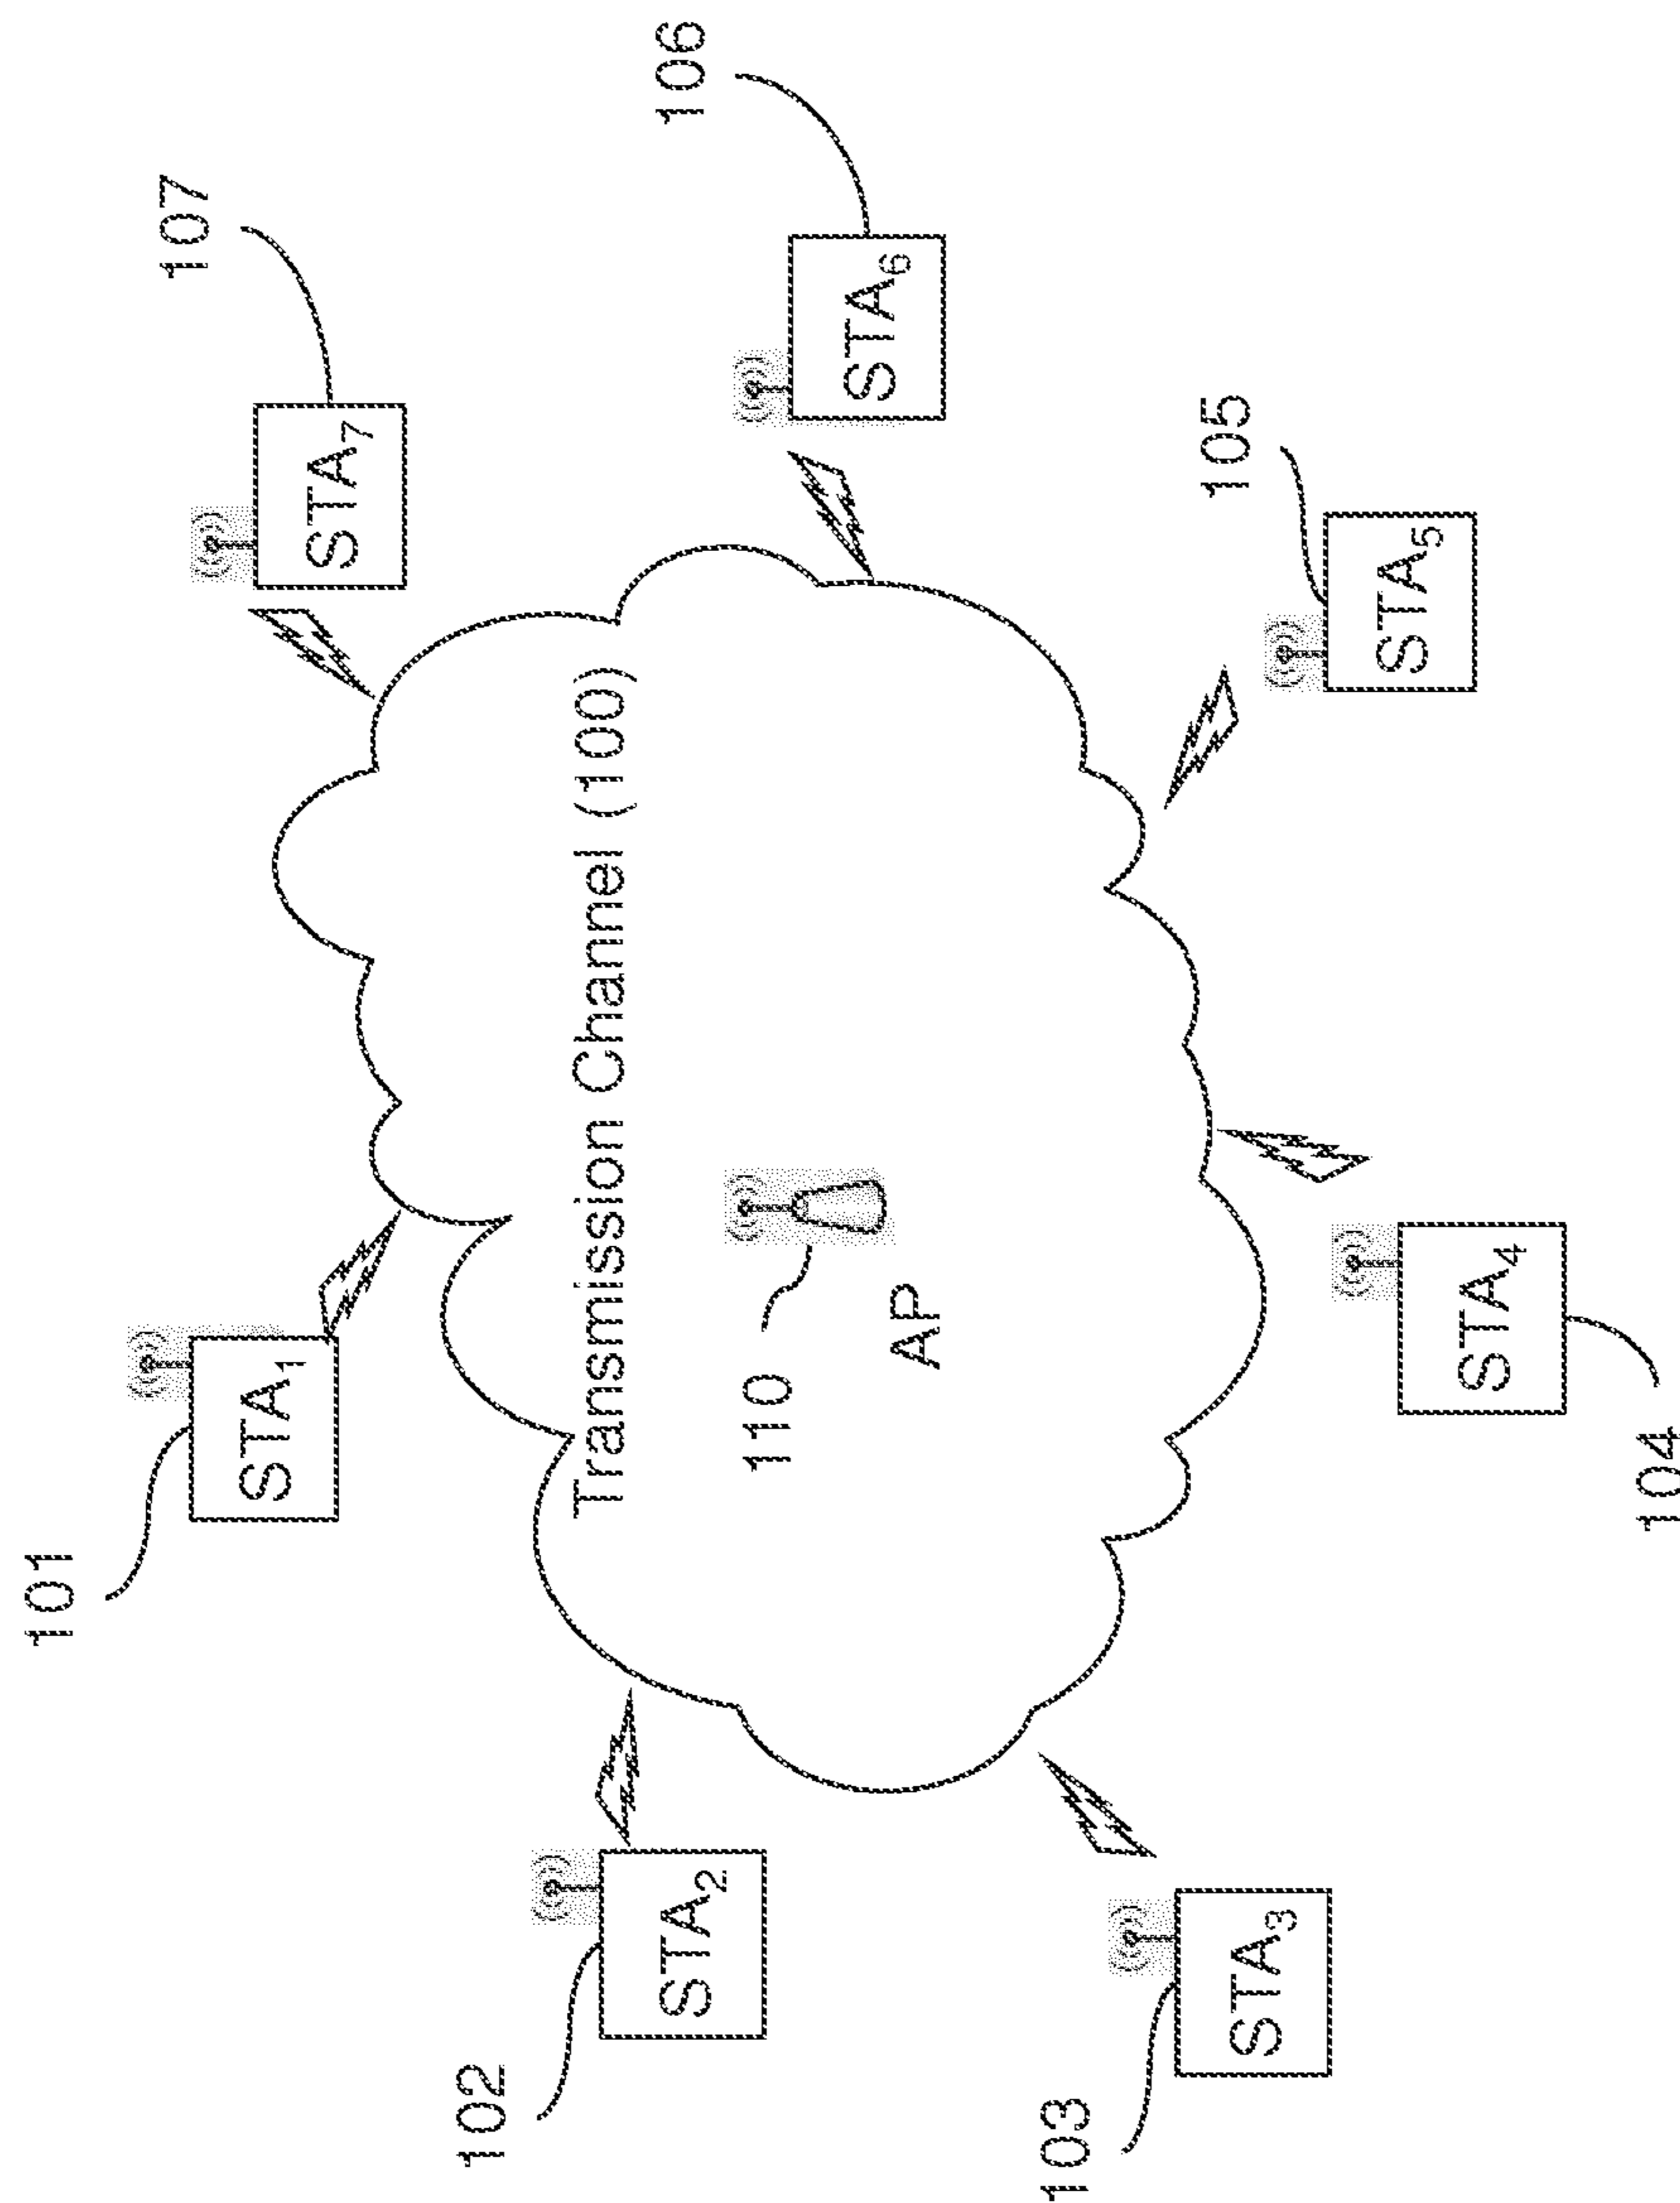 101
STA₁
107
STA₇
106
STA₆
102
STA₂
Transmission Channel (100)
110
AP
103
STA₃
105
STA₅
104
STA₄